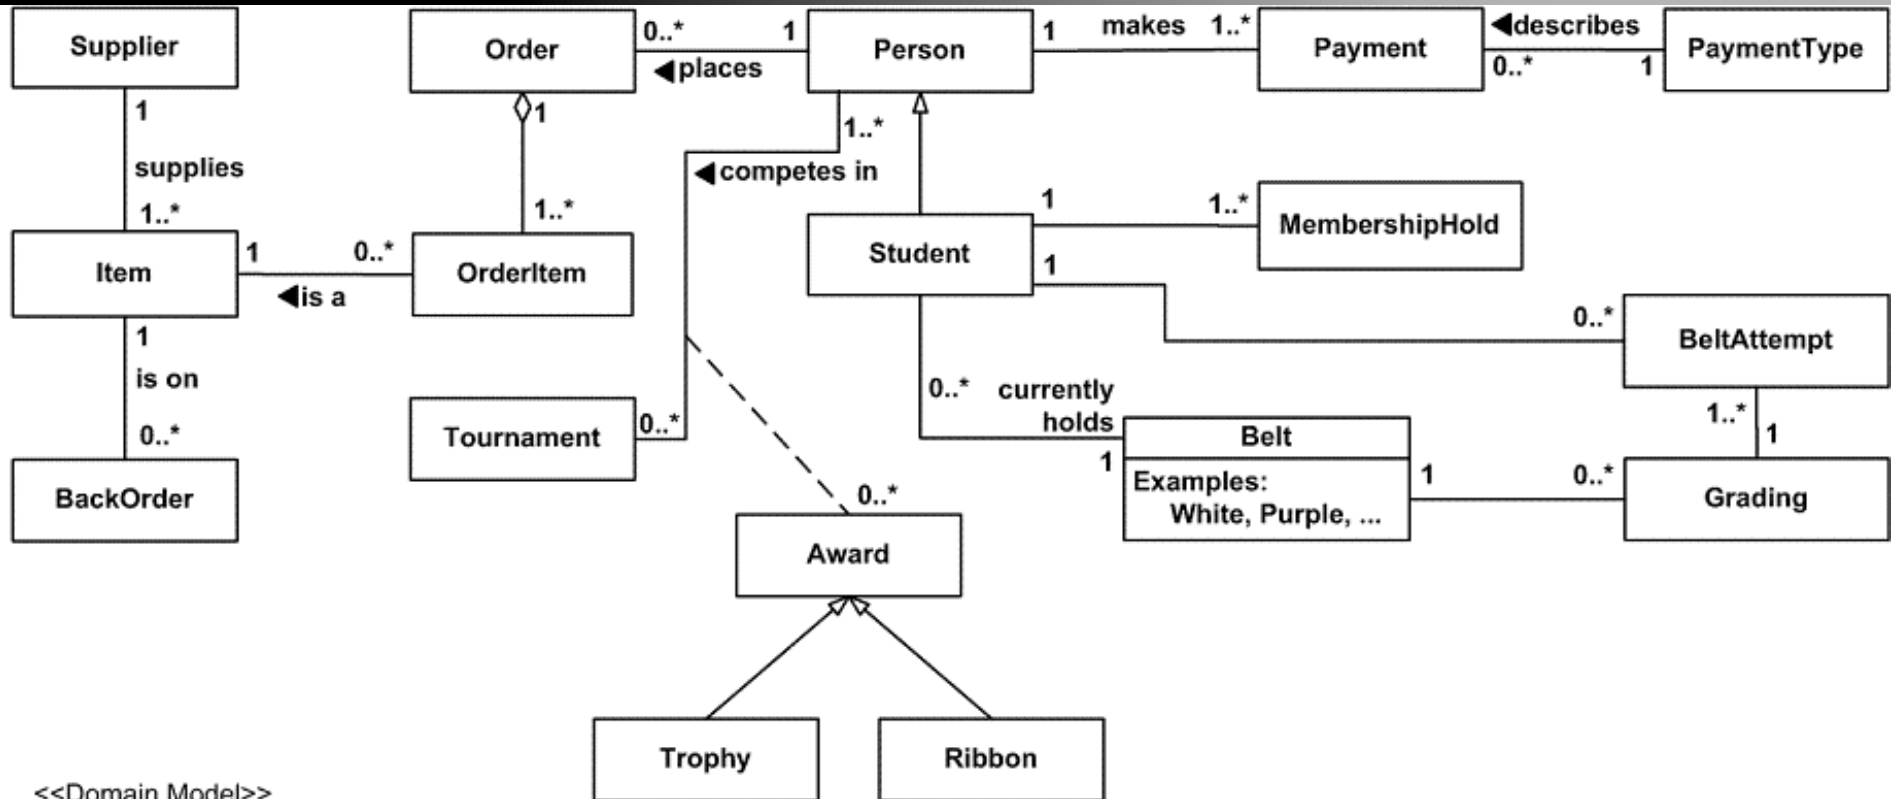 Supplier
Order
0..*
1
places
Person
1
makes
1..*
Payment
describes
0..*
1
PaymentType
1
supplies
1..*
1
1..*
1..*
competes in
Item
1
0..*
is a
OrderItem
Student
1
1..*
MembershipHold
1
0..*
BeltAttempt
1
is on
0..*
BackOrder
Tournament
0..*
0..*
currently
holds
1
Belt
Examples:
White, Purple, ...
1
0..*
1..*
1
Grading
0..*
Award
Trophy
Ribbon
<<Domain Model>>